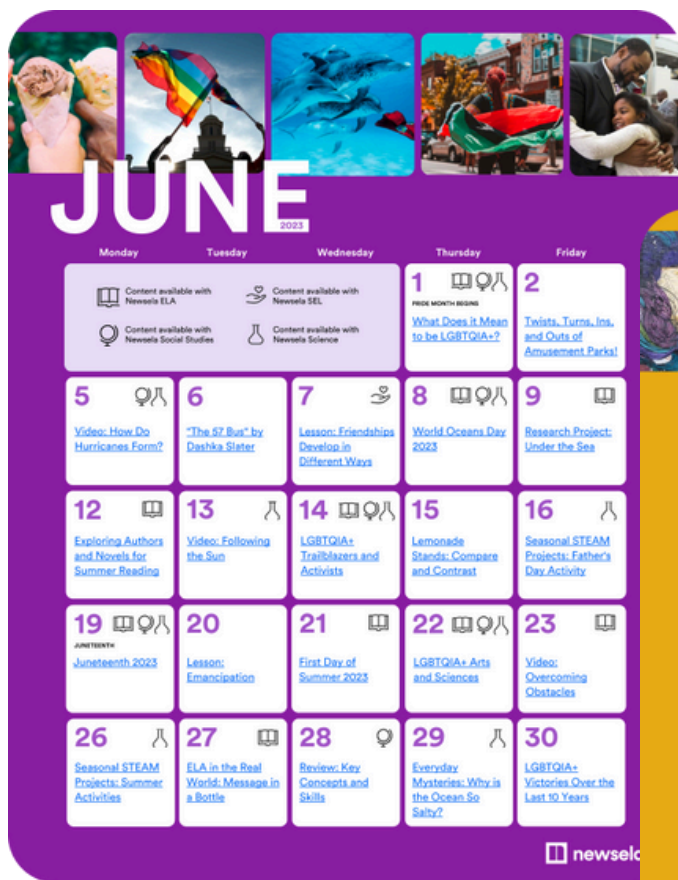 JUNE
2023
Monday Tuesday Wednesday Thursday Friday
Content available with
Newsela ELA
Content available with
Newsela SEL
Content available with
Newsela Social Studies
Content available with
Newsela Science
1
PRIDE MONTH BEGINS
What Does it Mean
to be LGBTQIA+?
2
Twists, Turns, Ins,
and Outs of
Amusement Parks!
5
Video: How Do
Hurricanes Form?
6
"The 57 Bus" by
Dashka Slater
7
Lesson: Friendships
Develop in
Different Ways
8
World Oceans Day
2023
9
Research Project:
Under the Sea
12
Exploring Authors
and Novels for
Summer Reading
13
Video: Following
the Sun
14
LGBTQIA+
Trailblazers and
Activists
15
Lemonade
Stands: Compare
and Contrast
16
Seasonal STEAM
Projects: Father's
Day Activity
19
JUNETEENTH
Juneteenth 2023
20
Lesson:
Emancipation
21
First Day of
Summer 2023
22
LGBTQIA+ Arts
and Sciences
23
Video:
Overcoming
Obstacles
26
Seasonal STEAM
Projects: Summer
Activities
27
ELA in the Real
World: Message in
a Bottle
28
Review: Key
Concepts and
Skills
29
Everyday
Mysteries: Why is
the Ocean So
Salty?
30
LGBTQIA+
Victories Over the
Last 10 Years
newsela